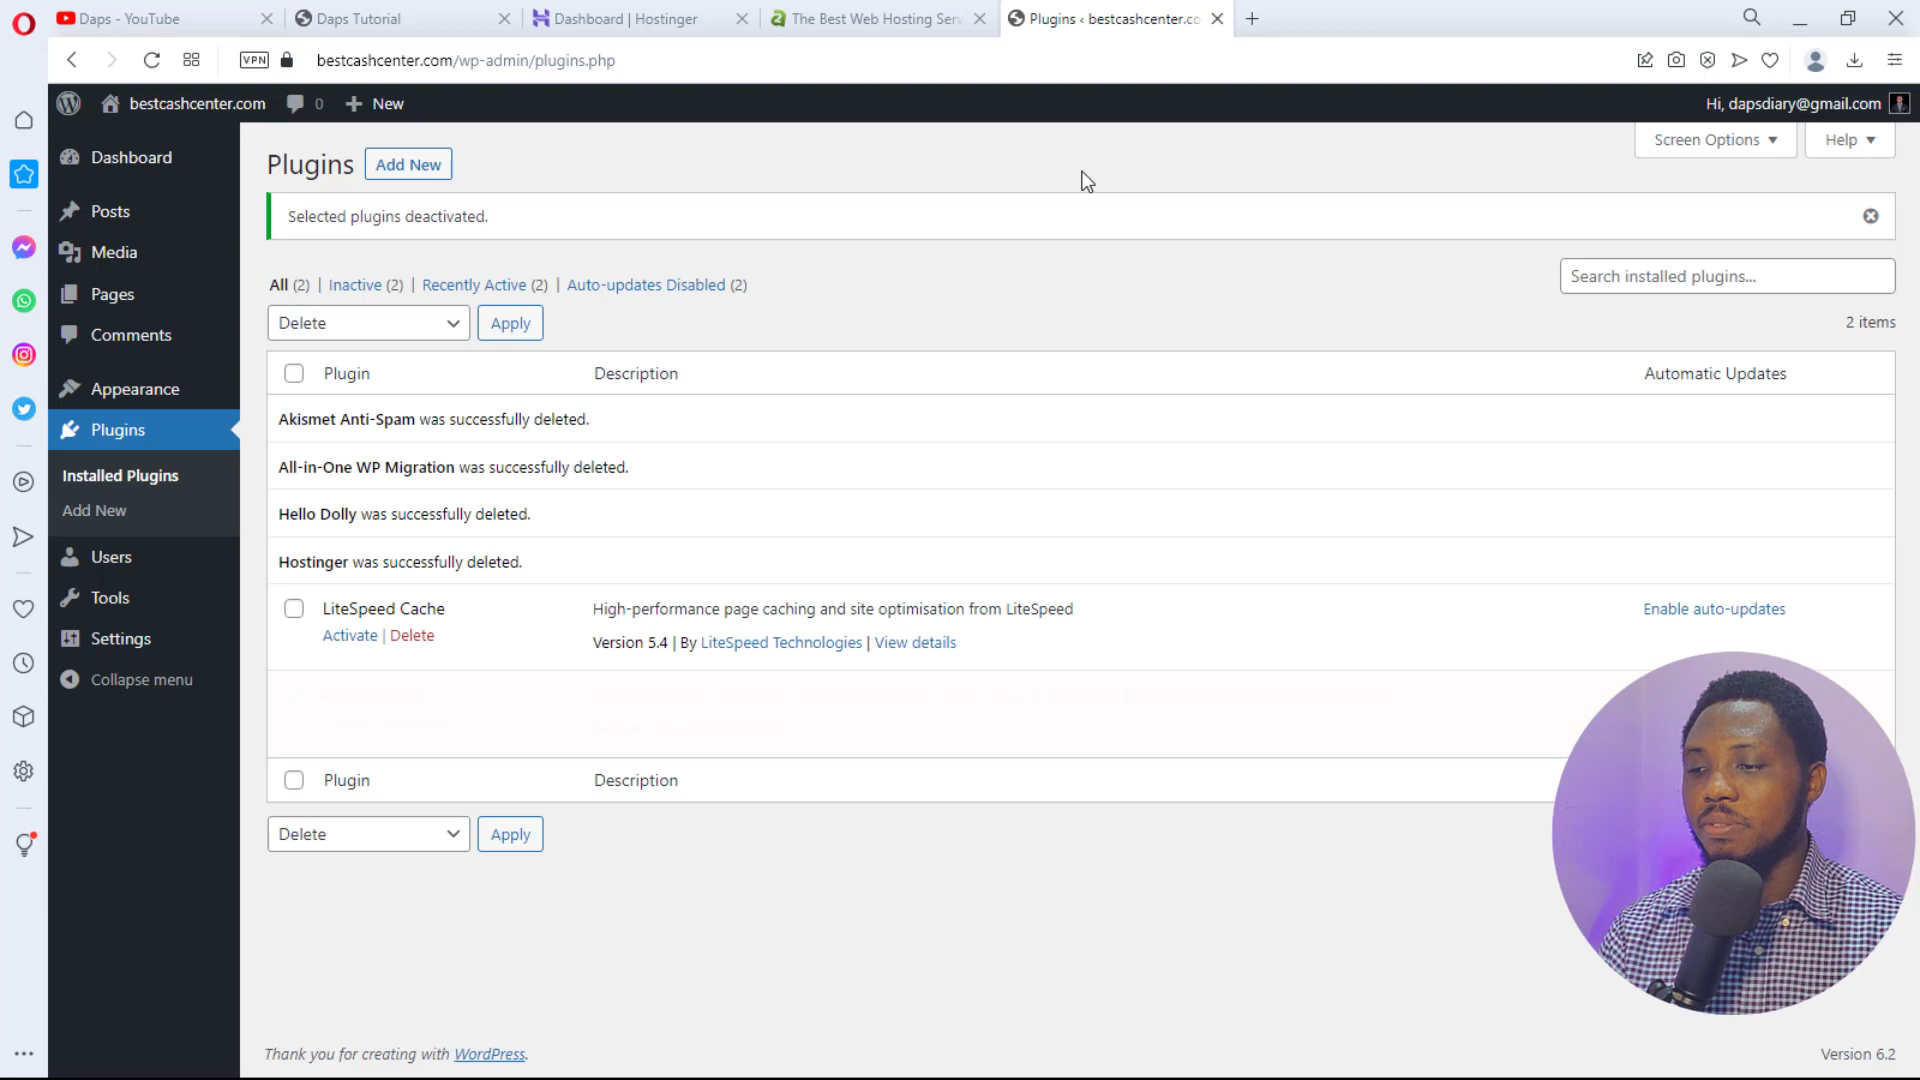 Daps - YouTube
Daps Tutorial
Dashboard | Hostinger
The Best Web Hosting Serv
Plugins ‹ bestcashcenter.co
VPN
bestcashcenter.com/wp-admin/plugins.php
bestcashcenter.com
0
New
Hi, dapsdiary@gmail.com
Dashboard
Posts
Media
Pages
Comments
Appearance
Plugins
Installed Plugins
Add New
Users
Tools
Settings
Collapse menu
Screen Options
Help
Plugins
Add New
Selected plugins deactivated.
All (2) | Inactive (2) | Recently Active (2) | Auto-updates Disabled (2)
Search installed plugins...
Delete
Apply
2 items
Plugin
Description
Automatic Updates
Akismet Anti-Spam was successfully deleted.
All-in-One WP Migration was successfully deleted.
Hello Dolly was successfully deleted.
Hostinger was successfully deleted.
LiteSpeed Cache
High-performance page caching and site optimisation from LiteSpeed
Enable auto-updates
Activate | Delete
Version 5.4 | By LiteSpeed Technologies | View details
Plugin
Description
Delete
Apply
Thank you for creating with WordPress.
Version 6.2